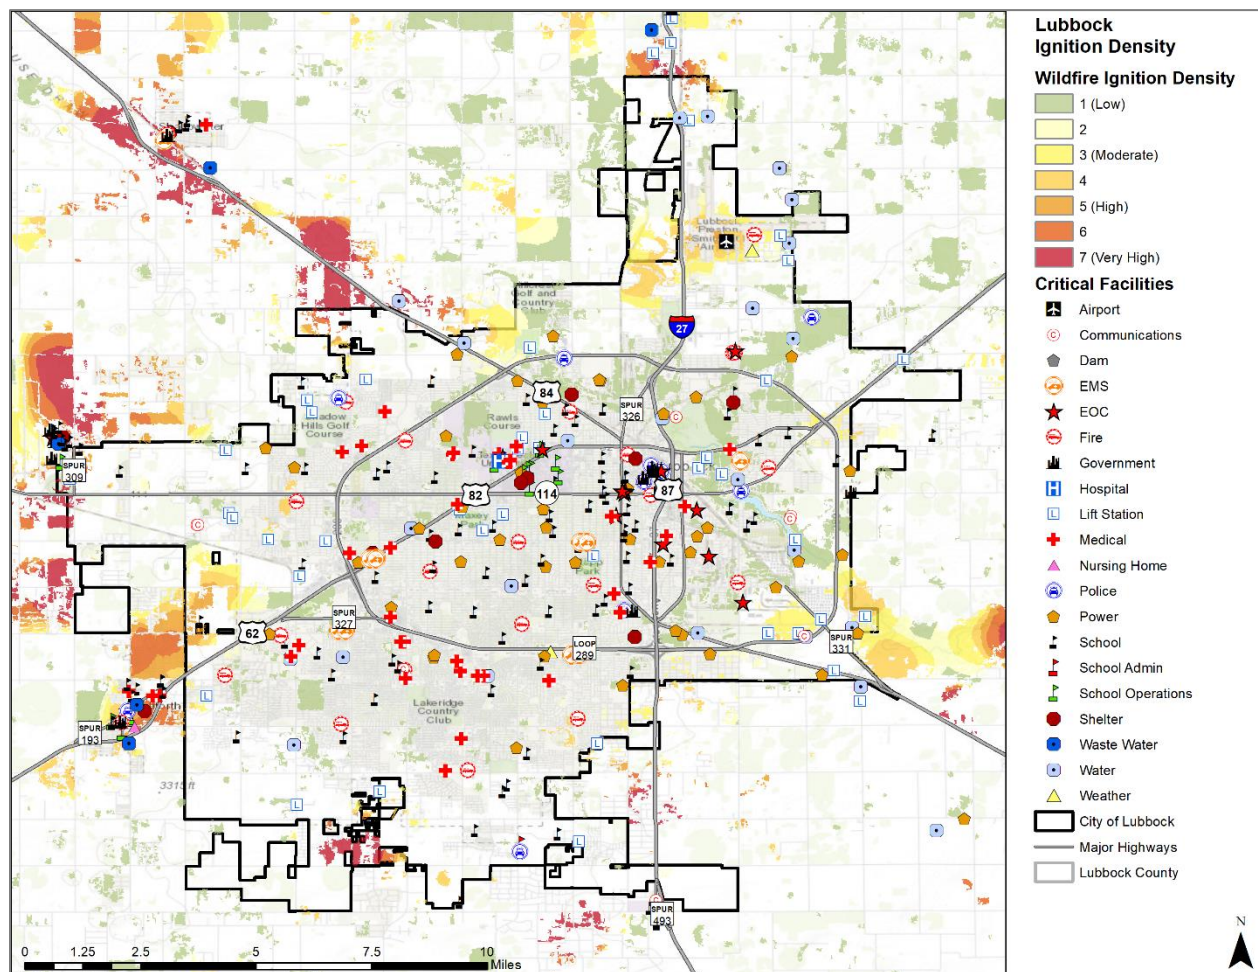 Lubbock
Ignition Density
Wildfire Ignition Density
1 (Low)
2
3 (Moderate)
4
5 (High)
6
7 (Very High)
Critical Facilities
Airport
Communications
Dam
EMS
EOC
Fire
Government
Hospital
Lift Station
Medical
Nursing Home
Police
Power
School
School Admin
School Operations
Shelter
Waste Water
Water
Weather
City of Lubbock
Major Highways
Lubbock County
N
Lubbock
Preston
Golf and
Country
Club
27
84
SPUR
326
Hills Golf
Course
Rawls
Course
SPUR
309
82
114
87
62
SPUR
327
LOOP
289
SPUR
331
Lakeridge
Country
Club
SPUR
193
3315 ft
SPUR
493
0 1.25 2.5 5 7.5 10
Miles